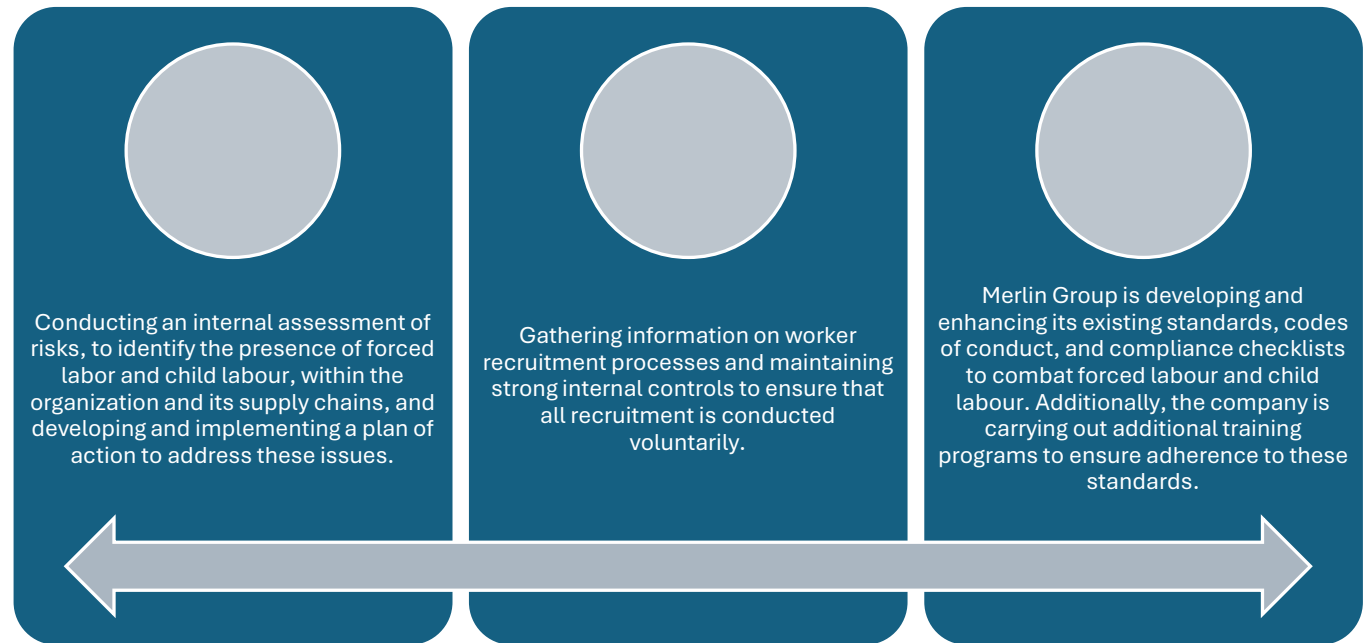 Conducting an internal assessment of
risks, to identify the presence of forced
labor and child labour, within the
organization and its supply chains, and
developing and implementing a plan of
action to address these issues.
Gathering information on worker
recruitment processes and maintaining
strong internal controls to ensure that
all recruitment is conducted
voluntarily.
Merlin Group is developing and
enhancing its existing standards, codes
of conduct, and compliance checklists
to combat forced labour and child
labour. Additionally, the company is
carrying out additional training
programs to ensure adherence to these
standards.